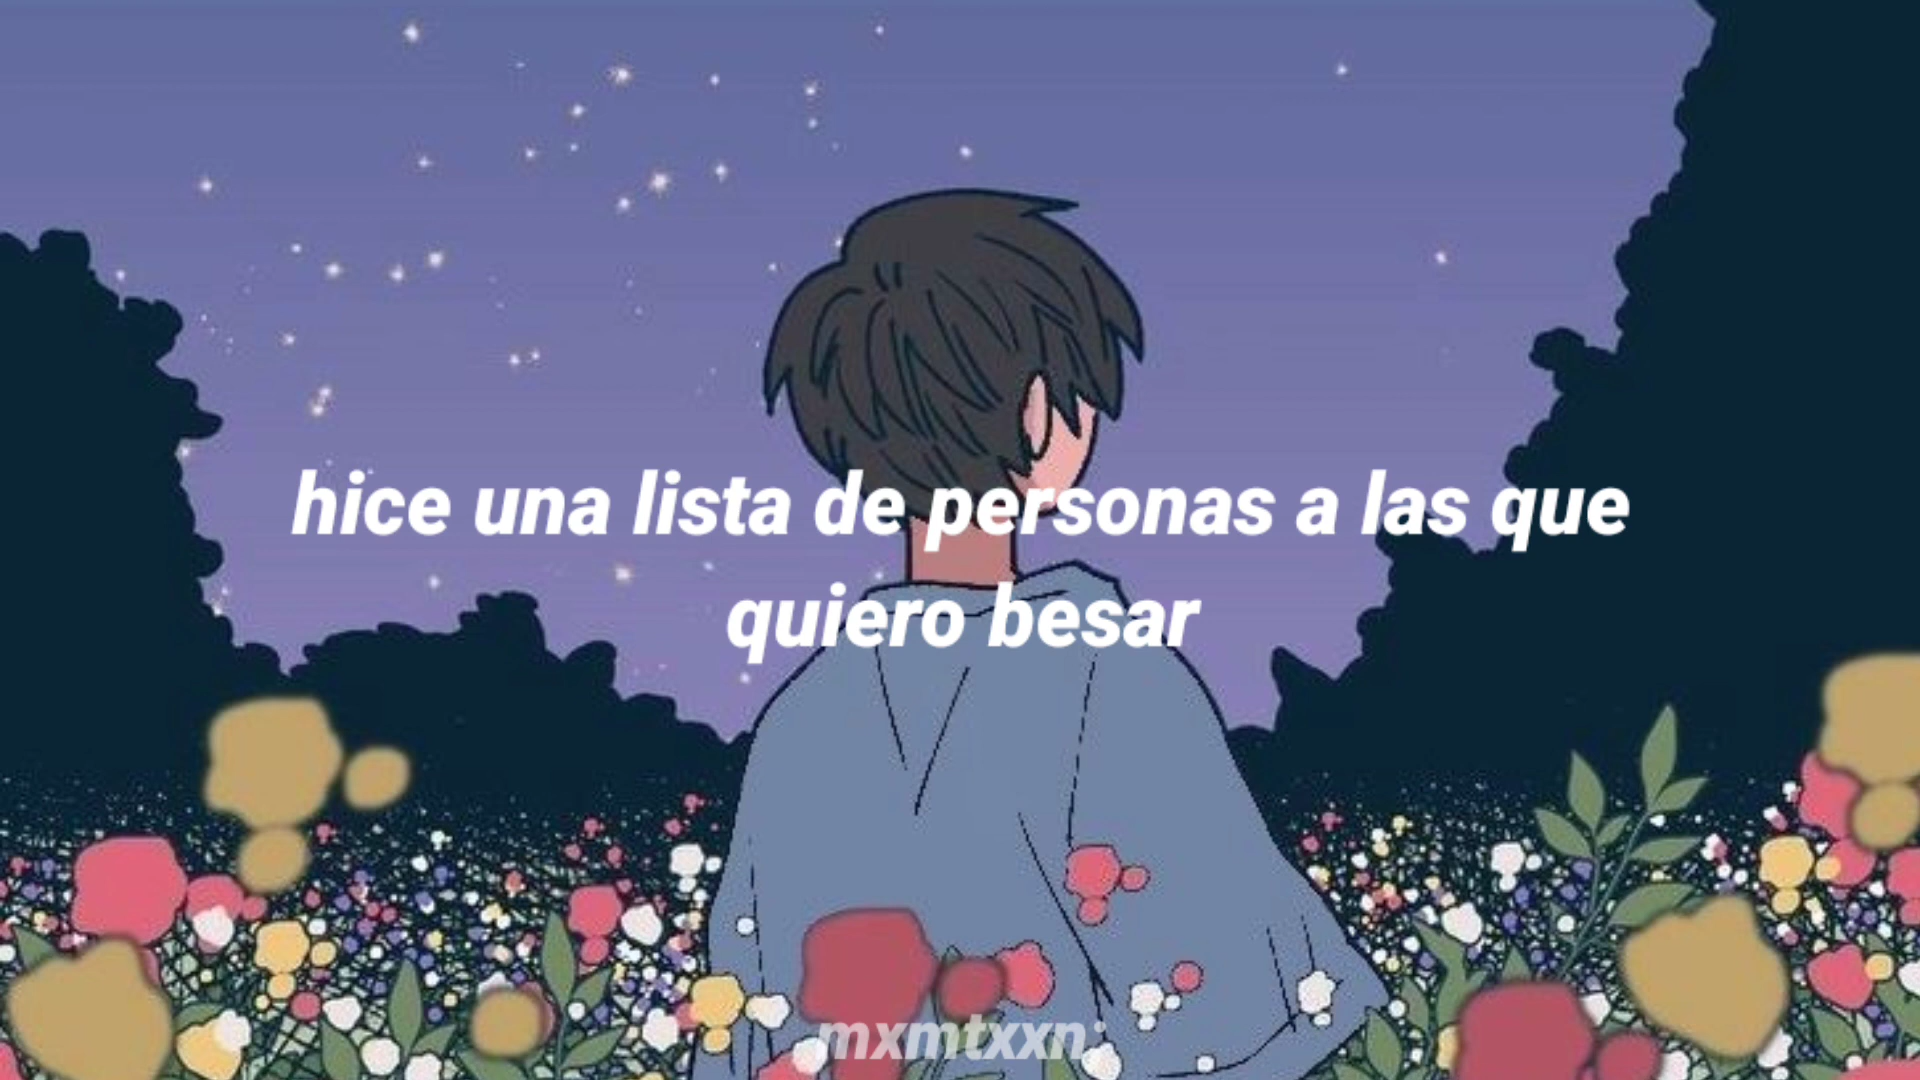 hice una lista de personas a las que
quiero besar
mxmtxxn: